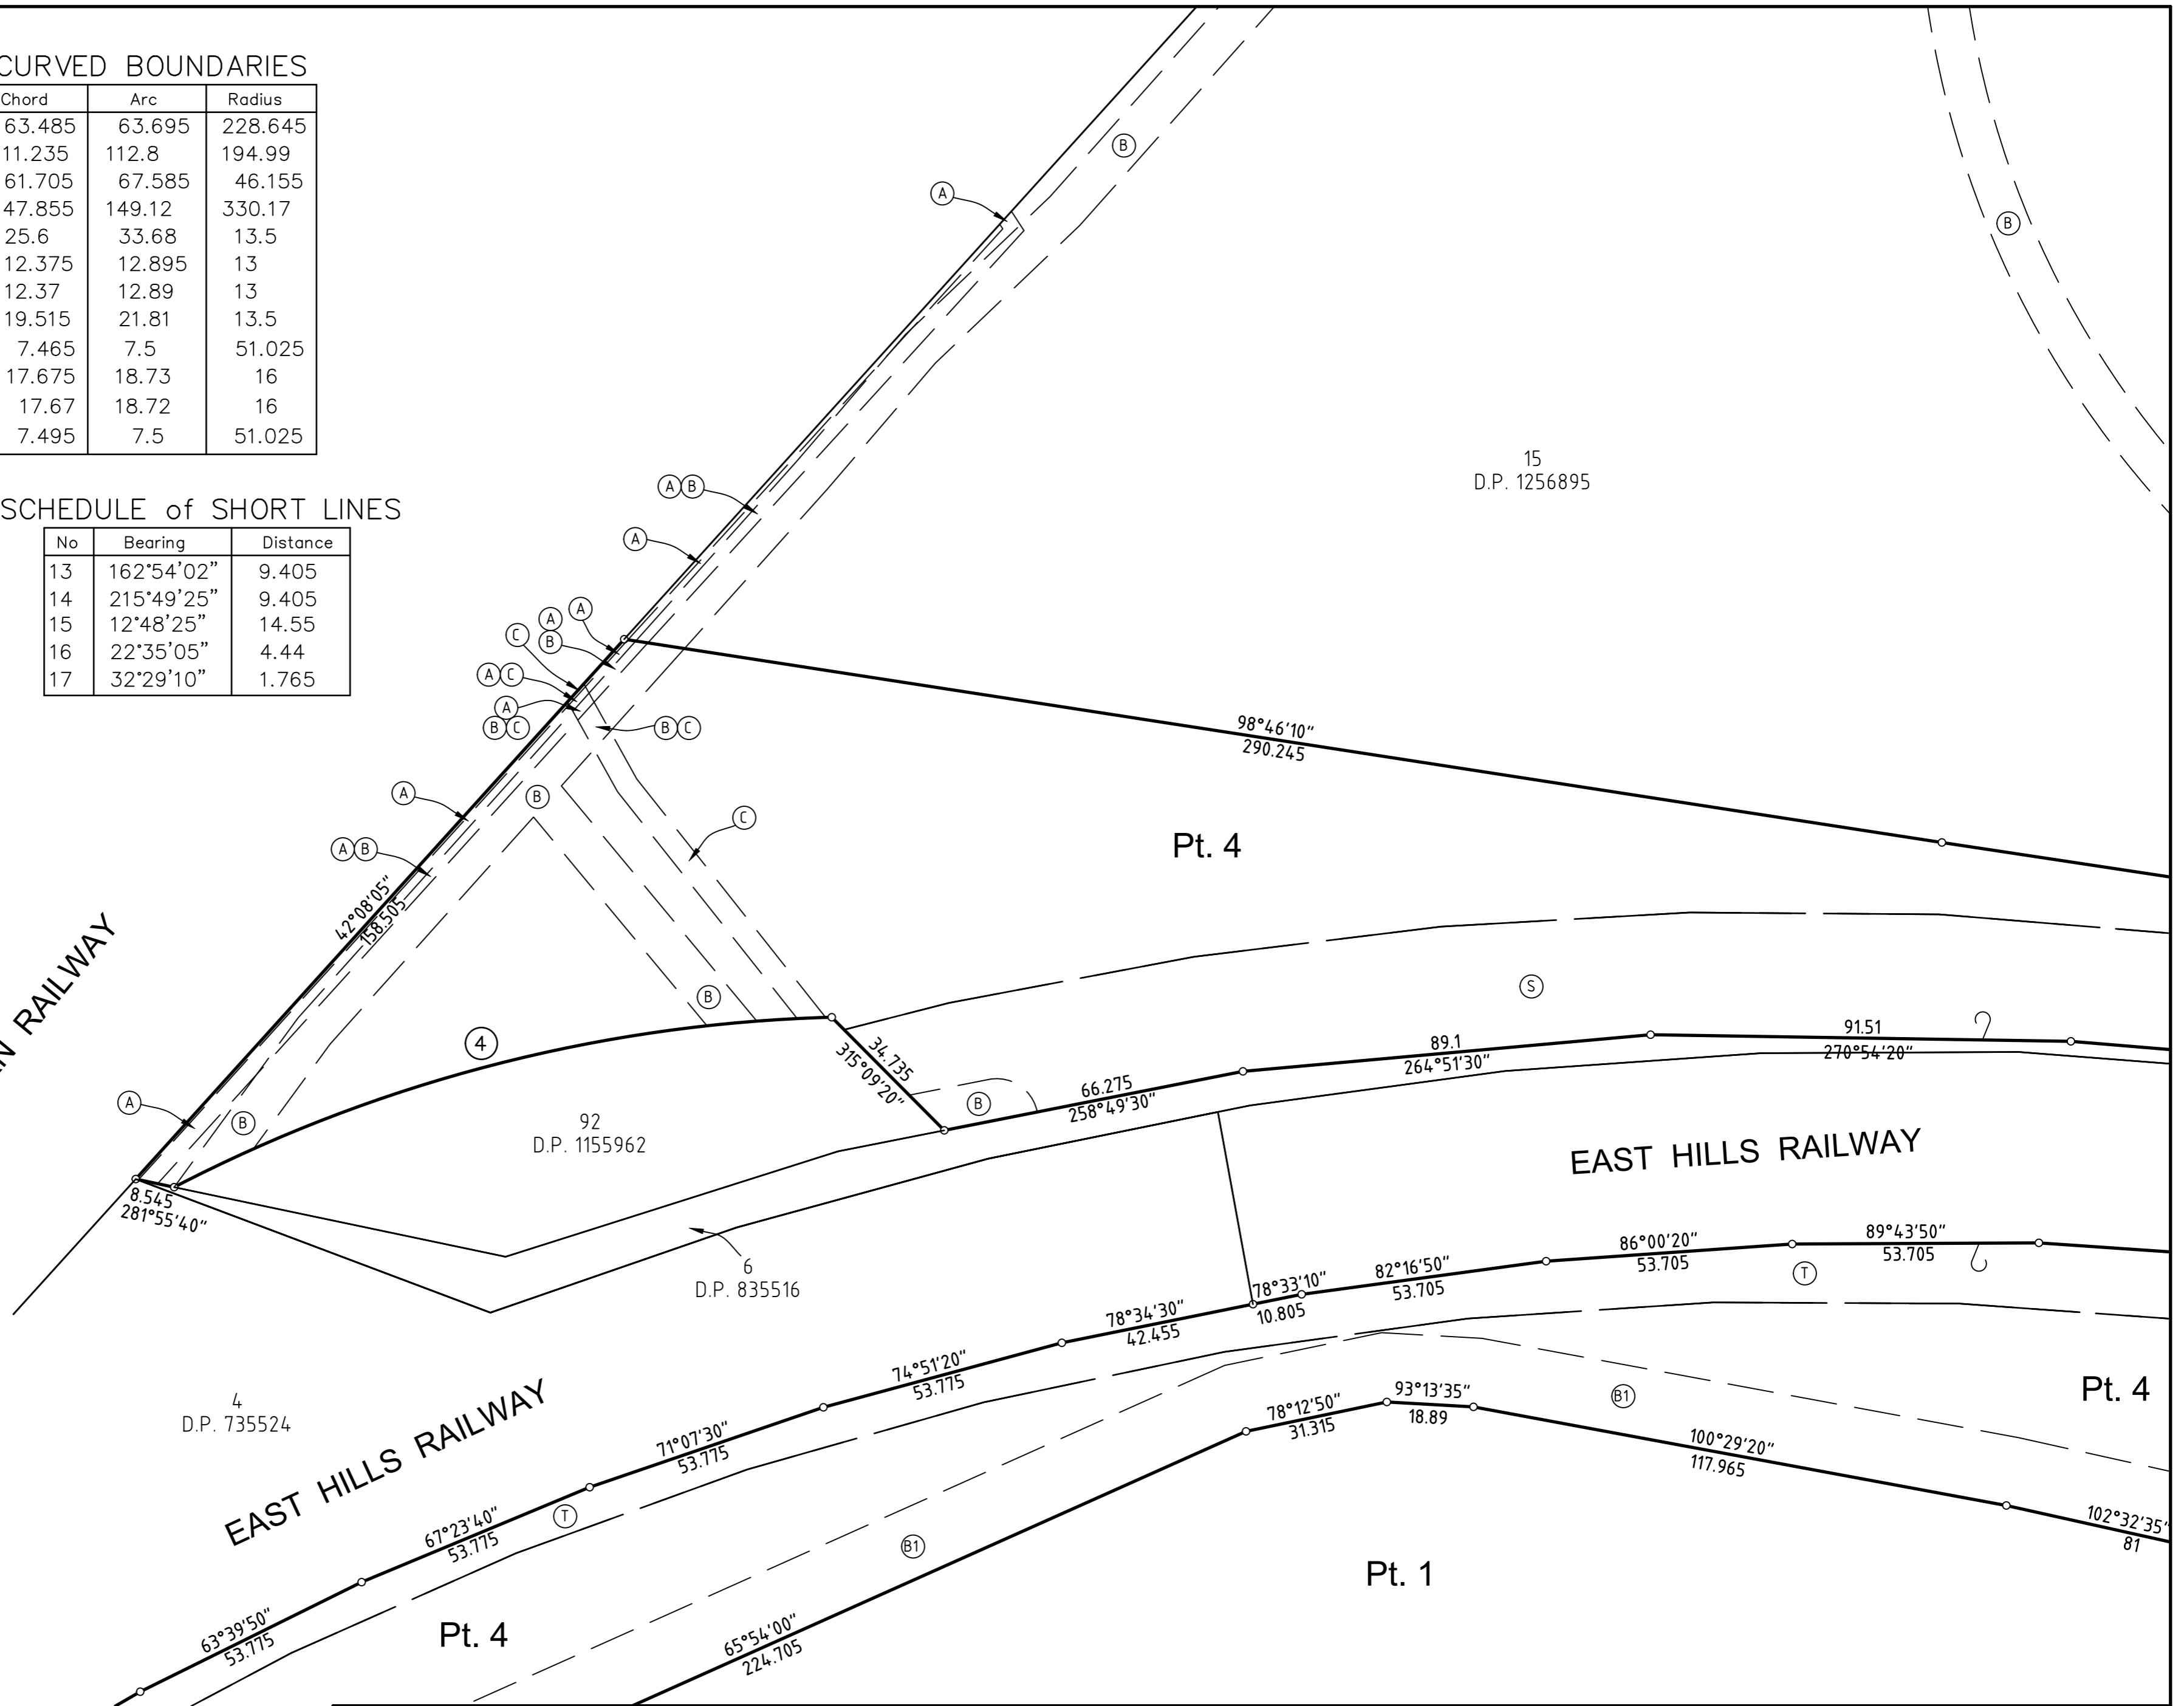 CURVED BOUNDARIES
Chord Arc Radius
63.485 63.695 228.645
11.235 112.8 194.99
61.705 67.585 46.155
47.855 149.12 330.17
25.6 33.68 13.5
12.375 12.895 13
12.37 12.89 13
19.515 21.81 13.5
7.465 7.5 51.025
17.675 18.73 16
17.67 18.72 16
7.495 7.5 51.025
SCHEDULE of SHORT LINES
No Bearing Distance
13 162°54'02" 9.405
14 215°49'25" 9.405
15 12°48'25" 14.55
16 22°35'05" 4.44
17 32°29'10" 1.765
B
A
B
15
D.P. 1256895
A B
A
A
A
B
C
A C
A
B C
B C
98°46'10"
290.245
A
B
C
Pt. 4
A B
42°08'05"
158.505
N RAILWAY
B
S
4
34.735
315°09'20"
89.1
264°51'30"
91.51
270°54'20"
66.275
258°49'30"
B
A
B
92
D.P. 1155962
EAST HILLS RAILWAY
8.545
281°55'40"
6
D.P. 835516
89°43'50"
53.705
86°00'20"
53.705
82°16'50"
53.705
T
78°33'10"
10.805
78°34'30"
42.455
74°51'20"
53.775
4
D.P. 735524
EAST HILLS RAILWAY
71°07'30"
53.775
78°12'50"
31.315
93°13'35"
18.89
B1
Pt. 4
100°29'20"
117.965
67°23'40"
53.775
T
B1
102°32'35"
81
Pt. 1
63°39'50"
53.775
Pt. 4
65°54'00"
224.705